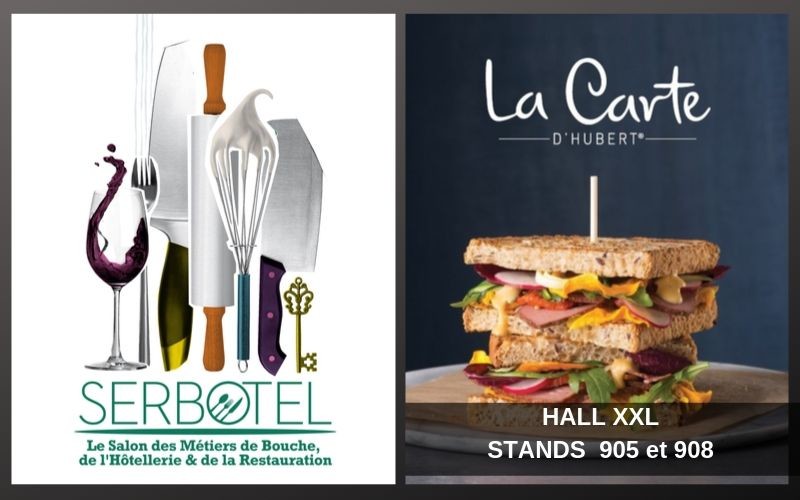 SERBOTEL
Le Salon des Métiers de Bouche,
de l'Hôtellerie & de la Restauration
La Carte
D'HUBERT®
HALL XXL
STANDS 905 et 908